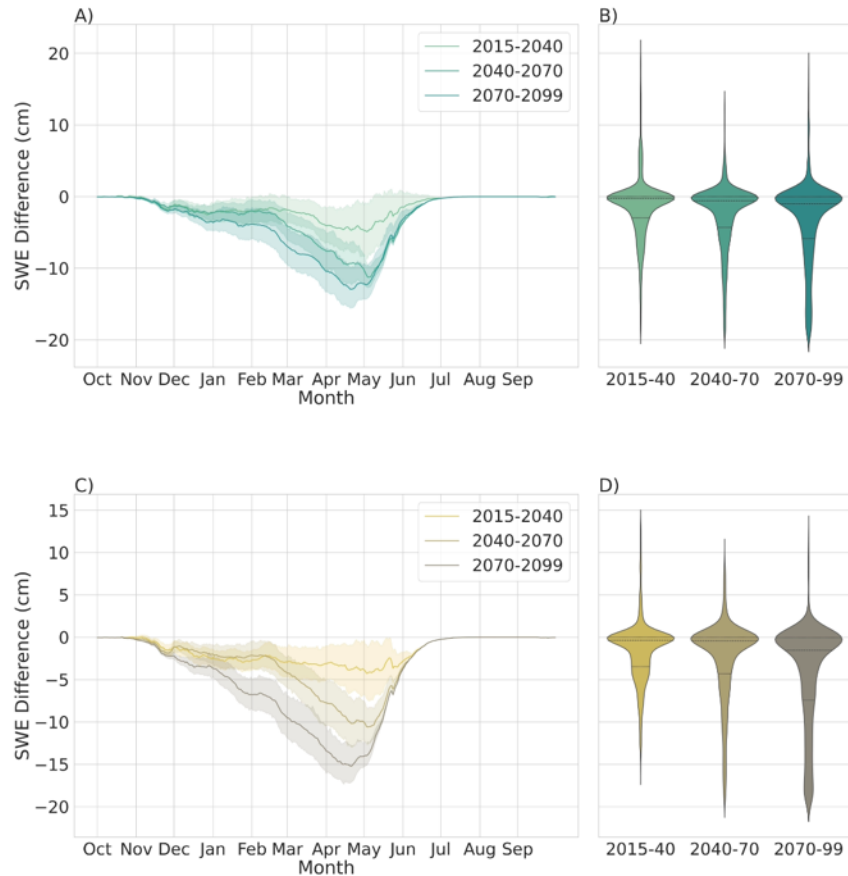 A)
B)
SWE Difference (cm)
20
10
0
−10
−20
2015-2040
2040-2070
2070-2099
Oct Nov Dec Jan Feb Mar Apr May Jun Jul Aug Sep
Month
2015-40 2040-70 2070-99
C)
D)
SWE Difference (cm)
15
10
5
0
−5
−10
−15
−20
2015-2040
2040-2070
2070-2099
Oct Nov Dec Jan Feb Mar Apr May Jun Jul Aug Sep
Month
2015-40 2040-70 2070-99